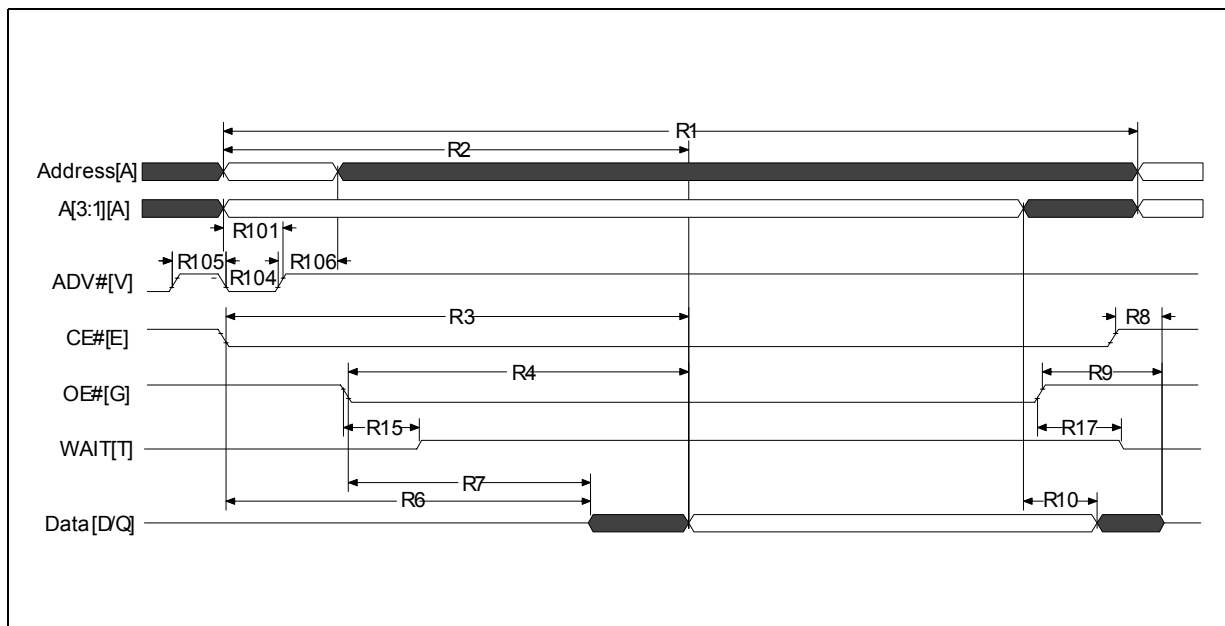 R1
R2
Address[A]
A[3:1][A]
R101
R105
R104
R106
ADV#[V]
R3
R8
CE#[E]
R4
R9
OE#[G]
R15
R17
WAIT[T]
R7
R6
R10
Data[D/Q]